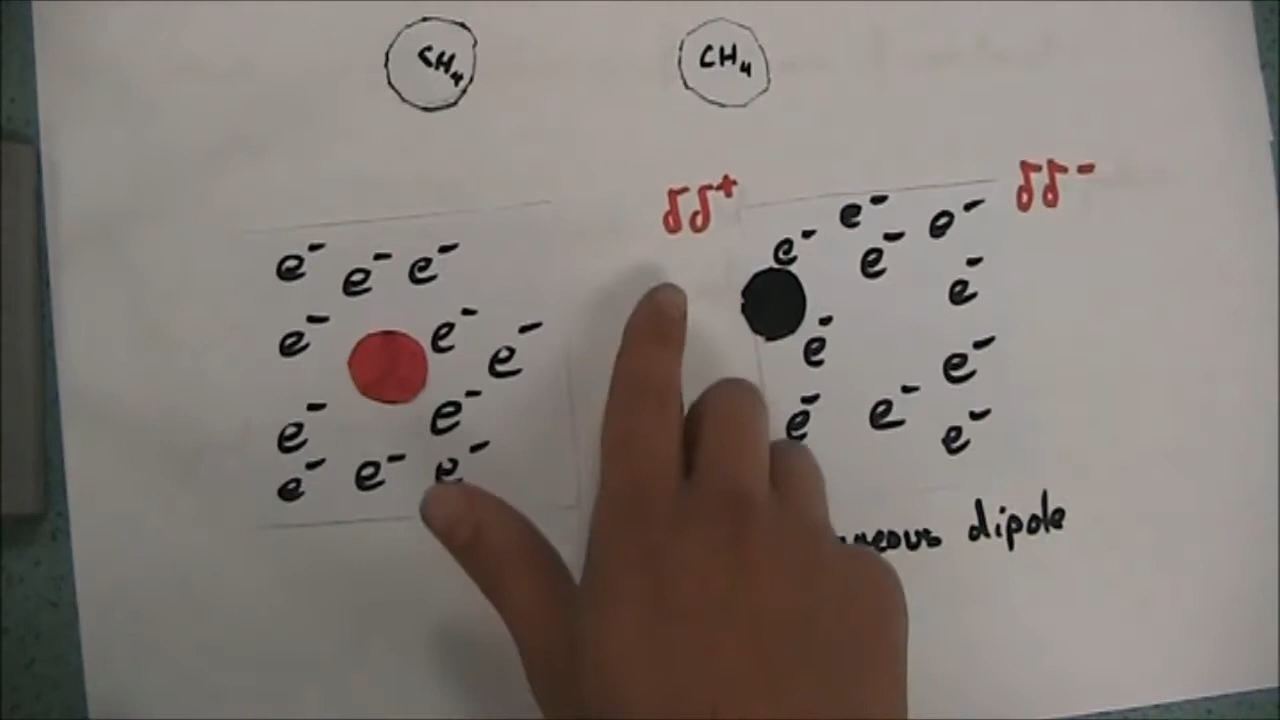 CH₄ CH₄
δδ⁺ δδ⁻
e⁻ e⁻ e⁻ e⁻ e⁻ e⁻ e⁻
e⁻ e⁻ e⁻ e⁻ e⁻ e⁻
e⁻ e⁻ e⁻ e⁻ e⁻ e⁻
e⁻ e⁻ e⁻ e⁻
dipole